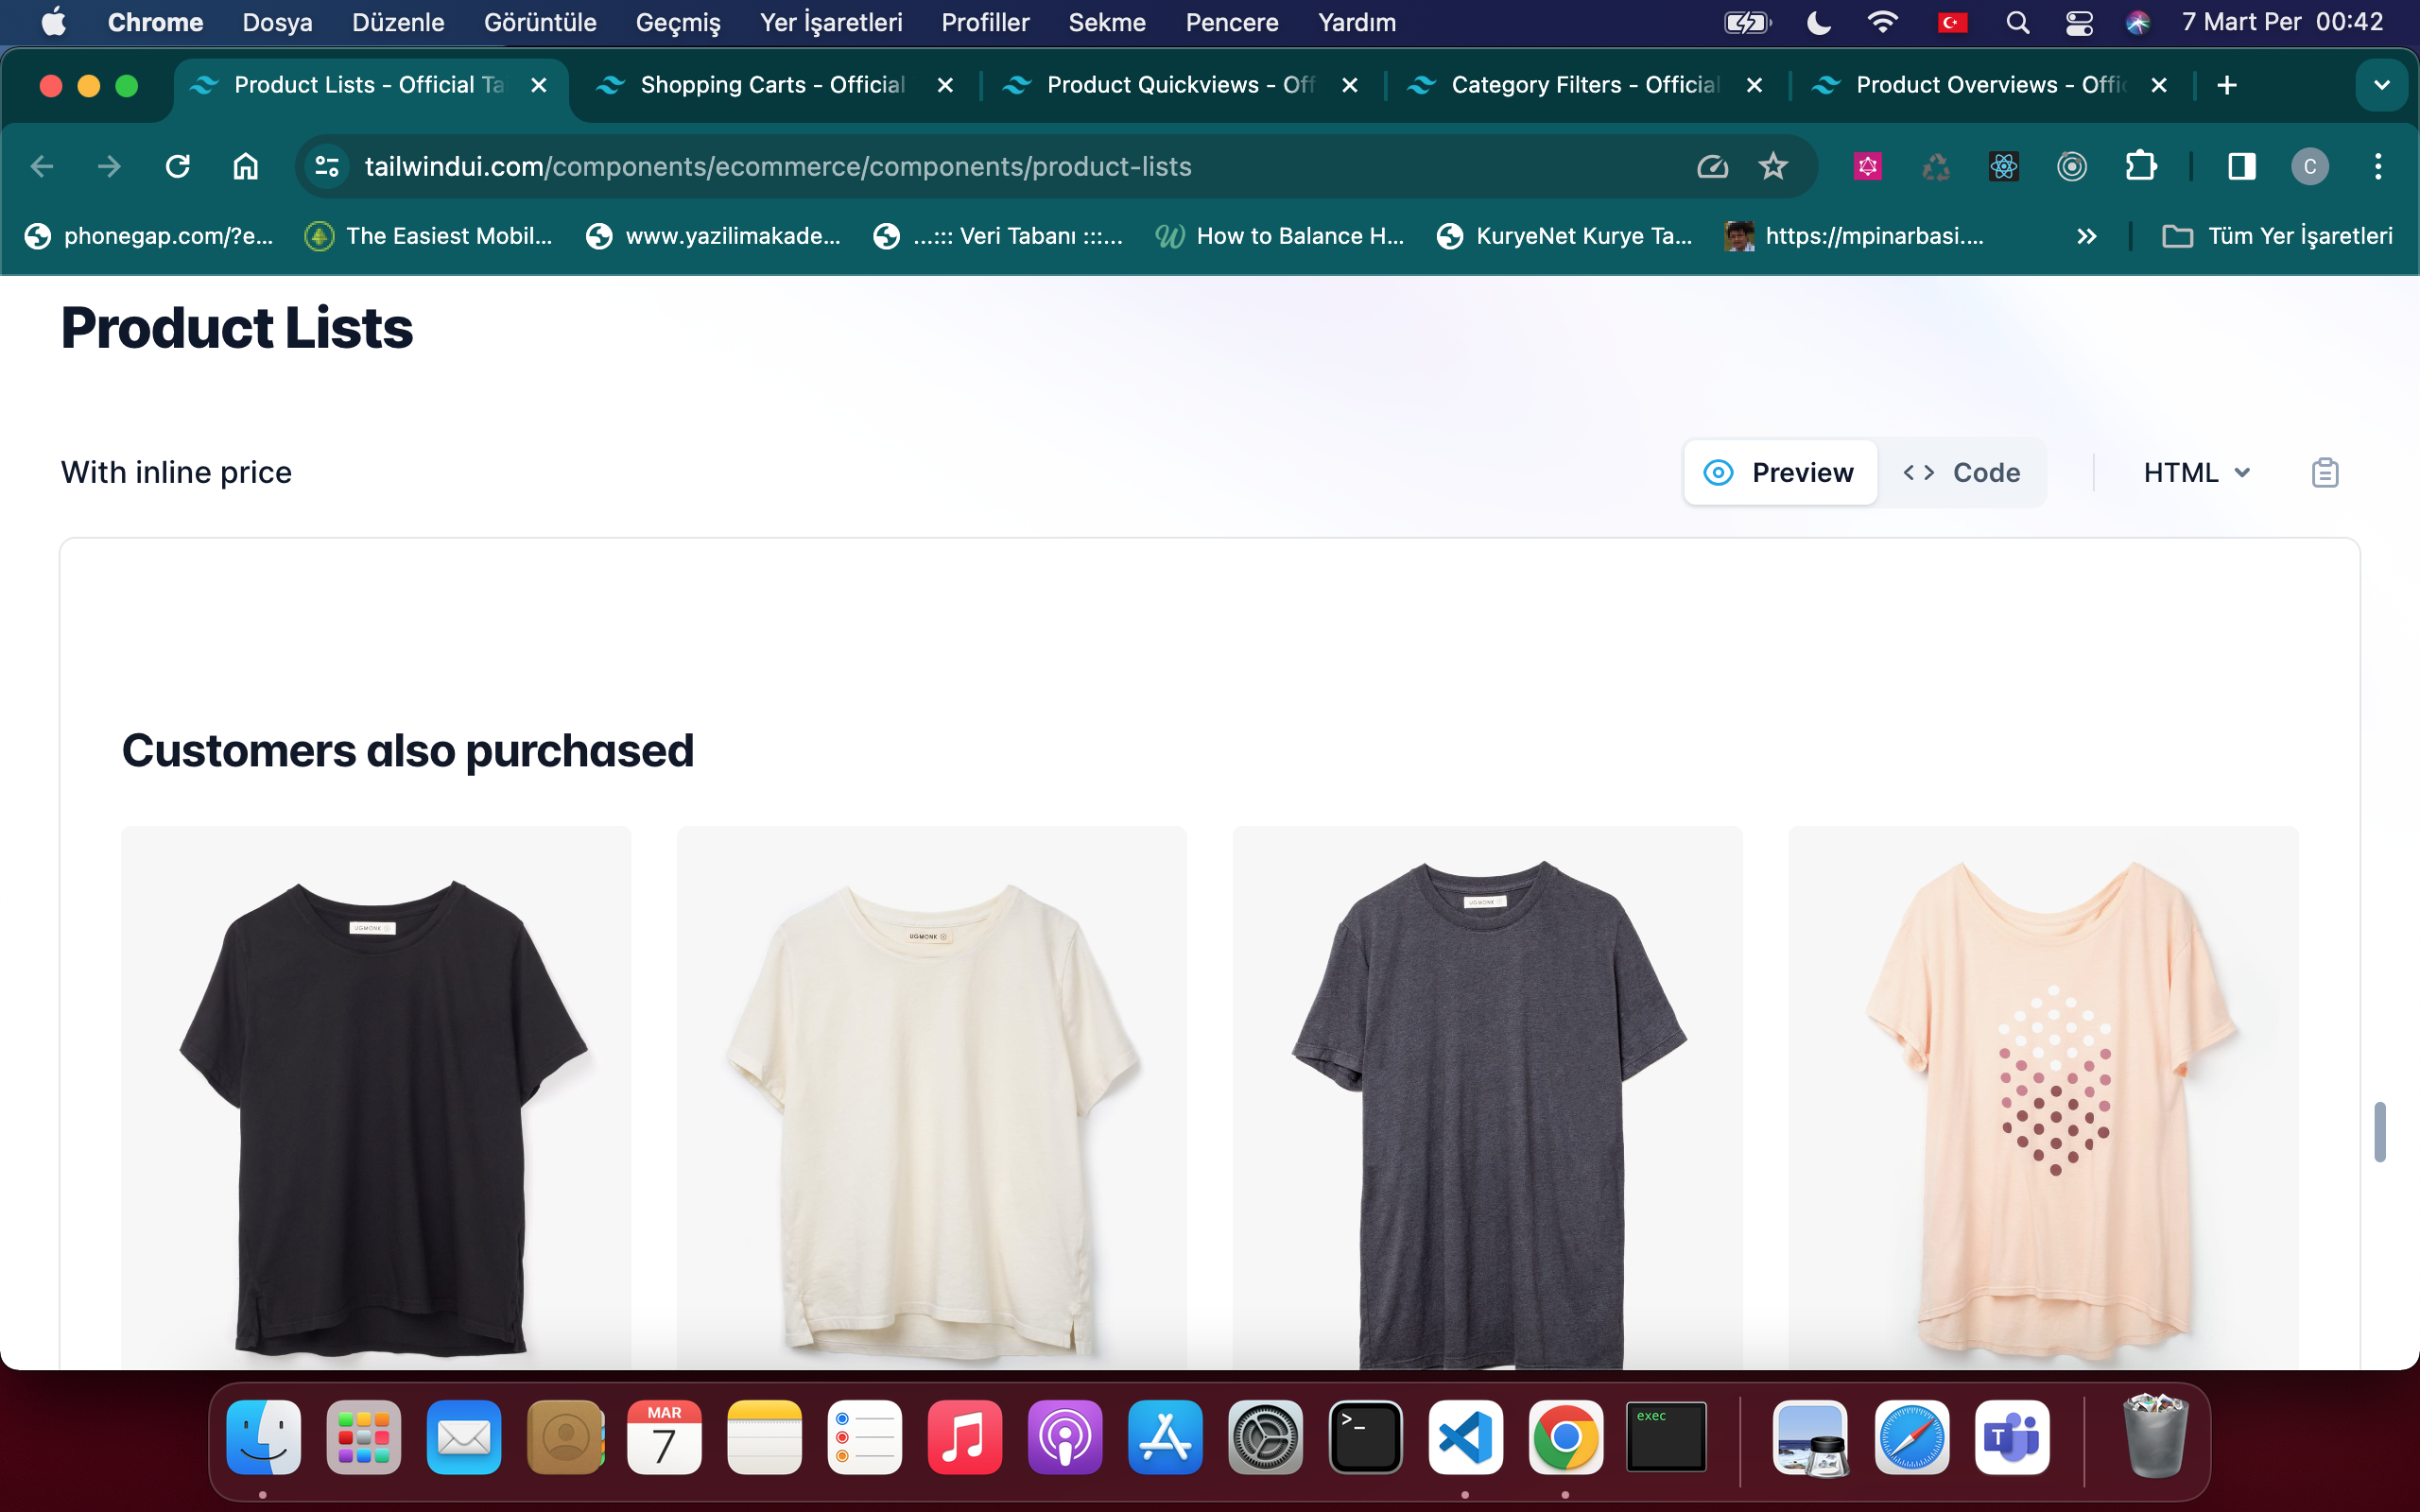 Chrome Dosya Düzenle Görüntüle Geçmiş Yer İşaretleri Profiller Sekme Pencere Yardım 7 Mart Per 00:42
Product Lists - Official Ta Shopping Carts - Official Product Quickviews - Off Category Filters - Official Product Overviews - Offic
tailwindui.com/components/ecommerce/components/product-lists C
phonegap.com/?e... The Easiest Mobil... www.yazilimakade... ...::: Veri Tabanı :::... How to Balance H... KuryeNet Kurye Ta... https://mpinarbasi.... Tüm Yer İşaretleri
Product Lists
With inline price Preview Code HTML
Customers also purchased
UGMONK UGMONK UGMONK
MAR
7
exec
T